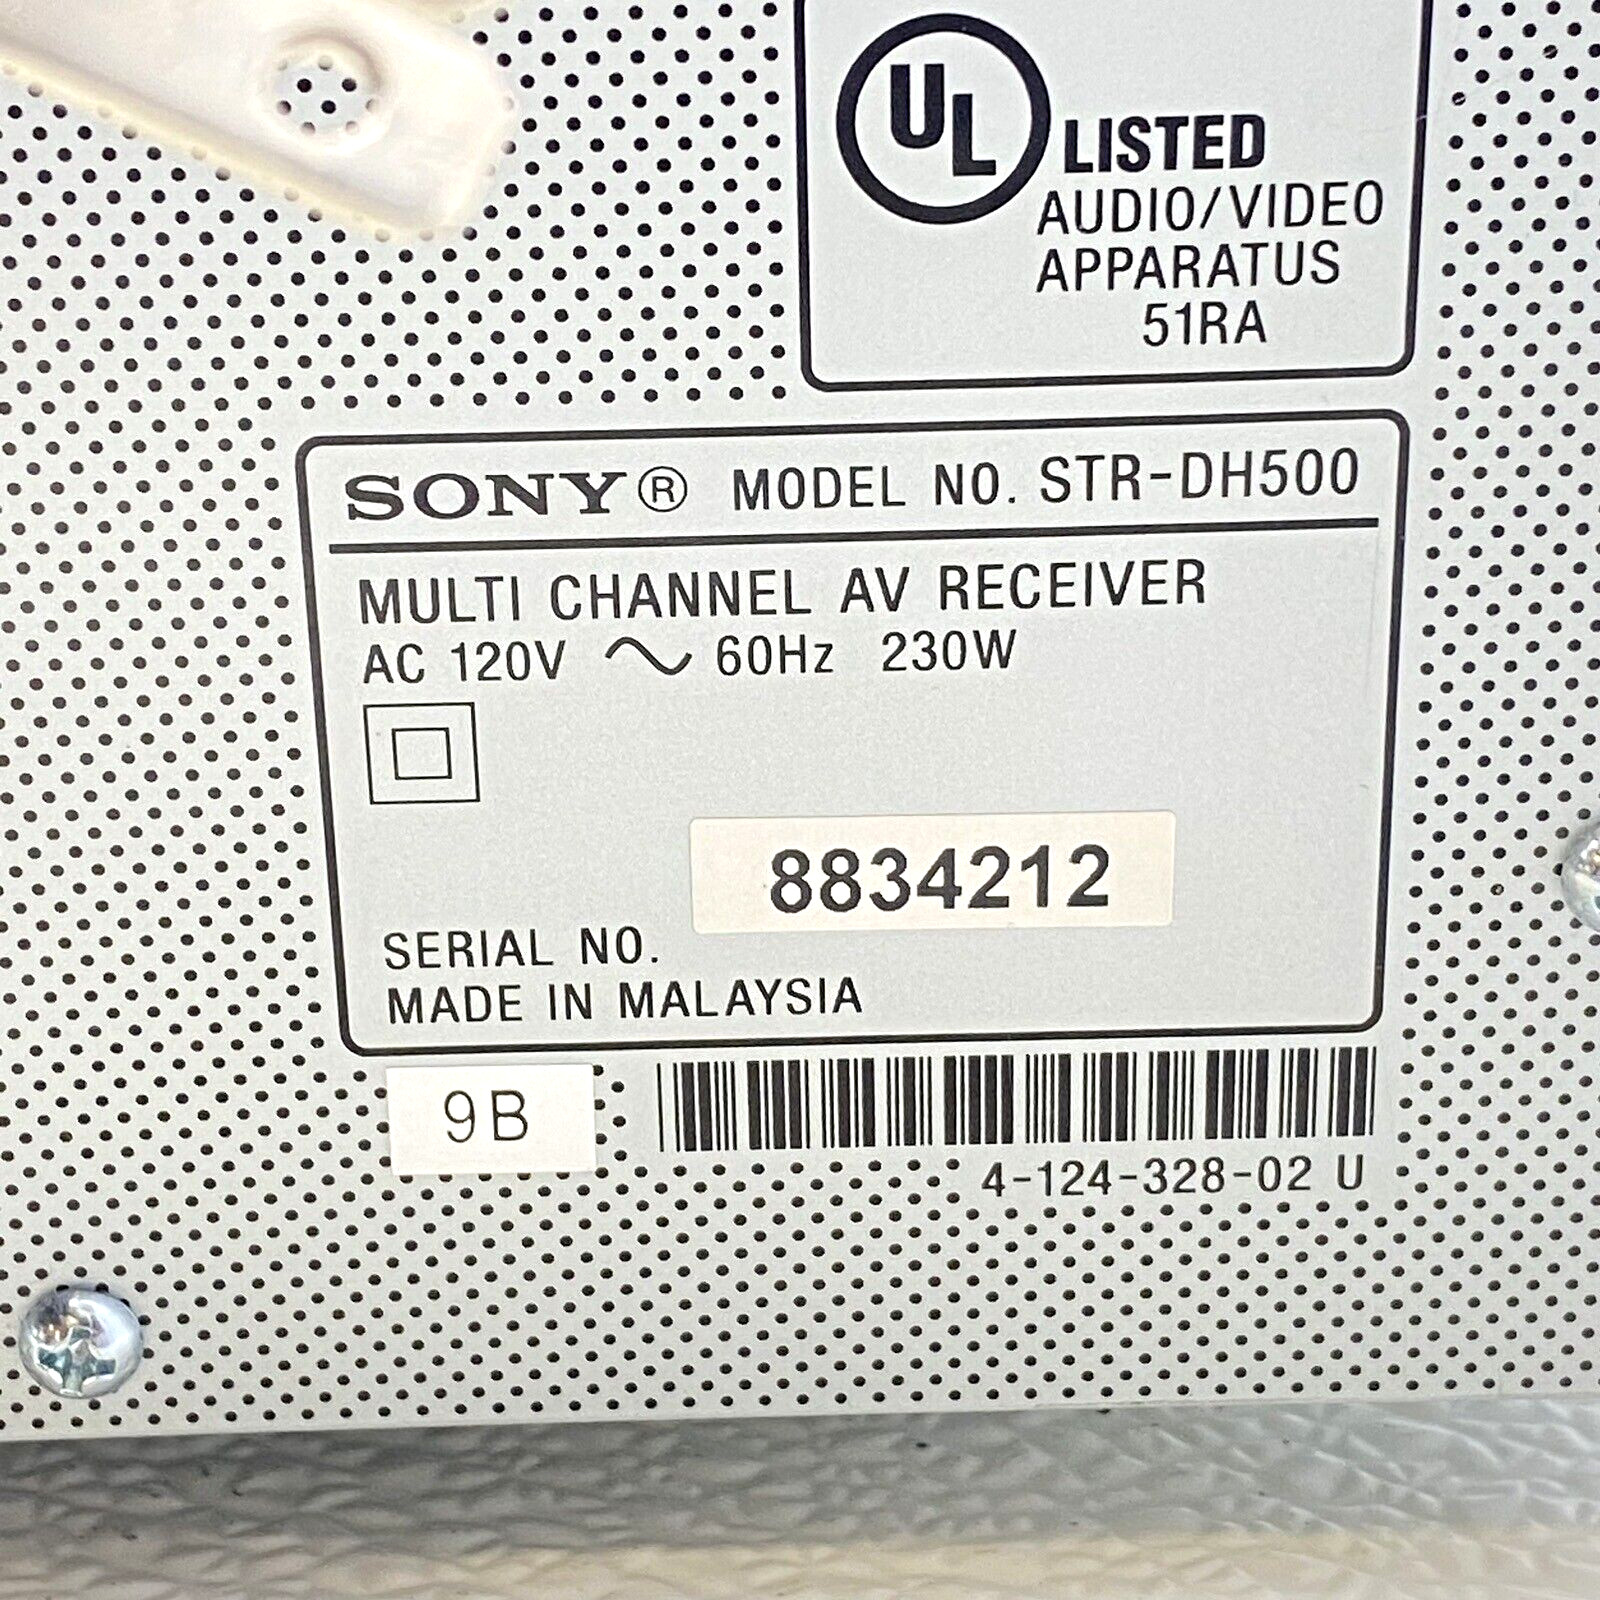 UL LISTED
AUDIO/VIDEO
APPARATUS
51RA
SONY® MODEL NO. STR-DH500
MULTI CHANNEL AV RECEIVER
AC 120V ~ 60Hz 230W
8834212
SERIAL NO.
MADE IN MALAYSIA
9B
4-124-328-02 U